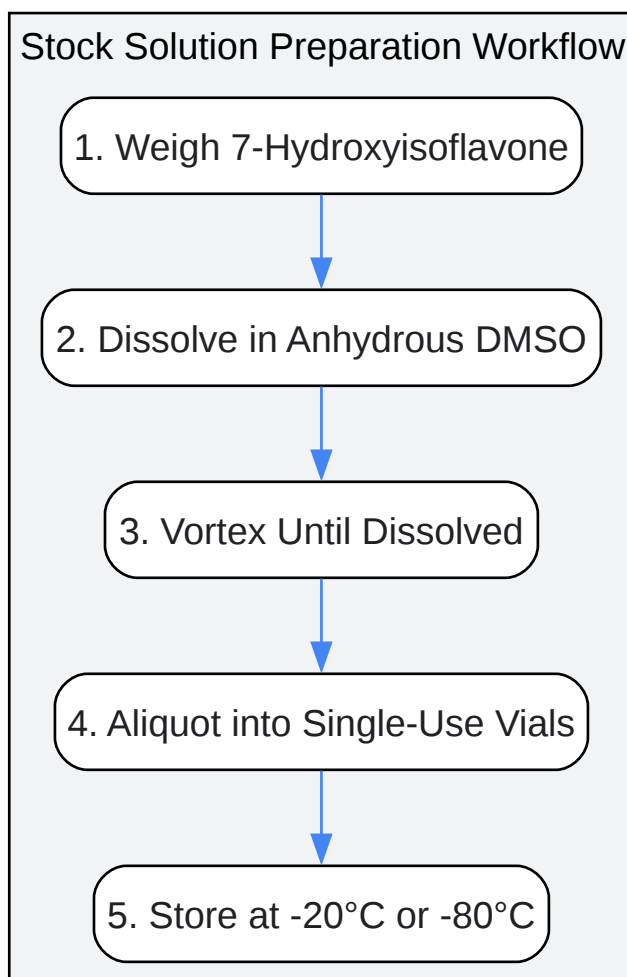 Stock Solution Preparation Workflow
1. Weigh 7-Hydroxyisoflavone
2. Dissolve in Anhydrous DMSO
3. Vortex Until Dissolved
4. Aliquot into Single-Use Vials
5. Store at -20°C or -80°C